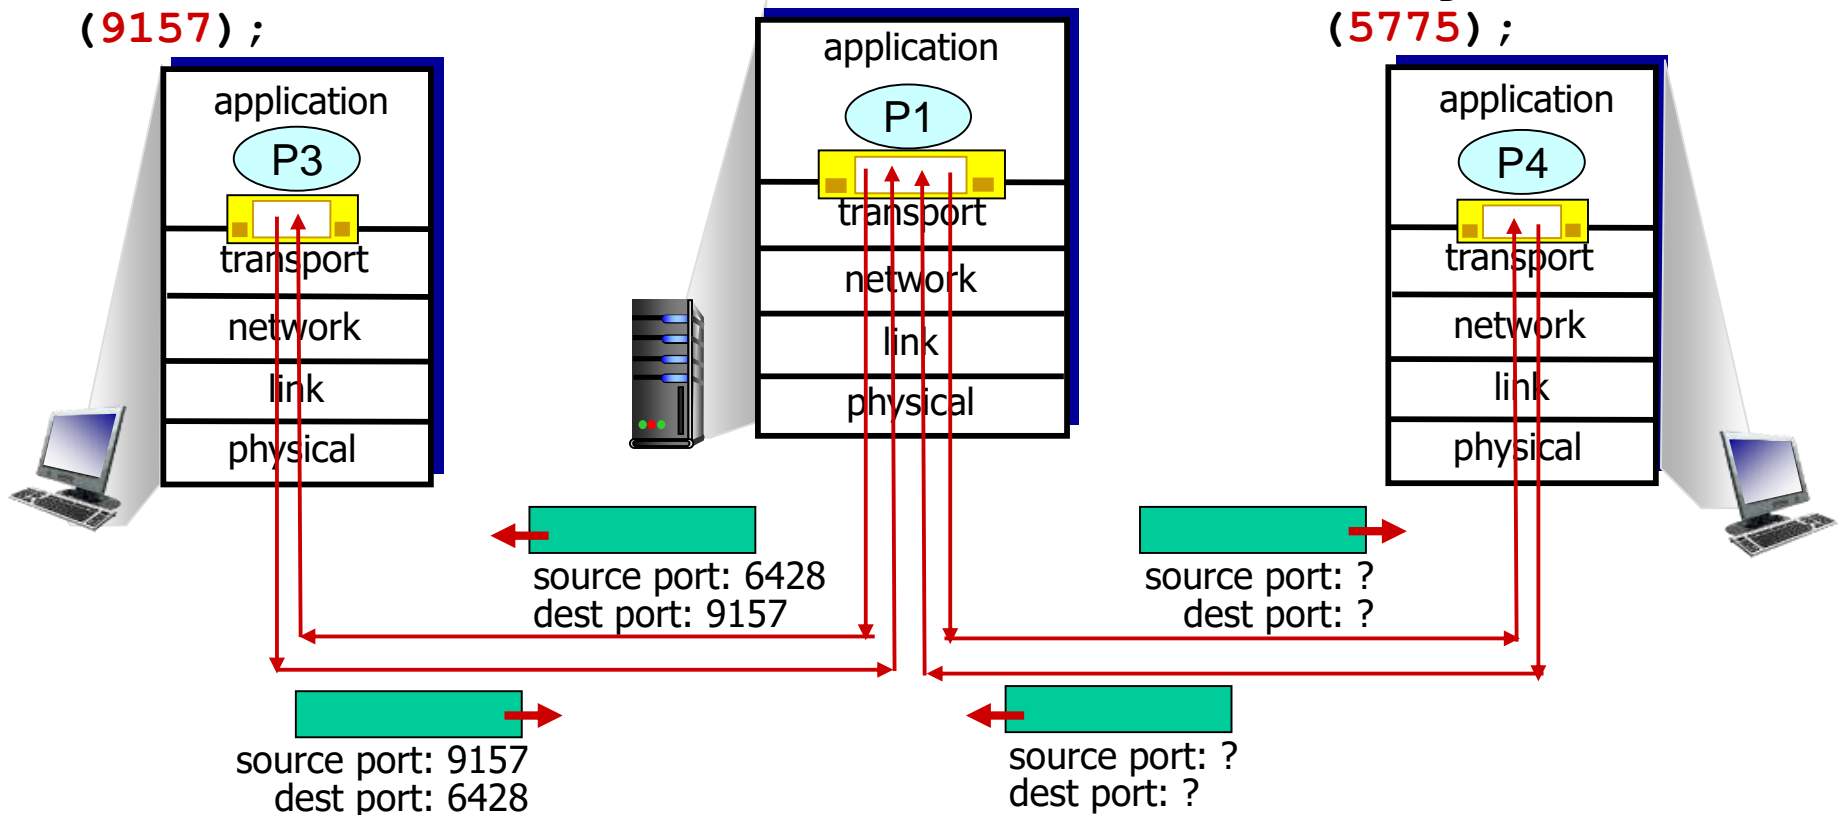 (9157);
application
P3
transport
network
link
physical
application
P1
transport
network
link
physical
(5775);
application
P4
transport
network
link
physical
source port: 6428
dest port: 9157
source port: ?
dest port: ?
source port: 9157
dest port: 6428
source port: ?
dest port: ?